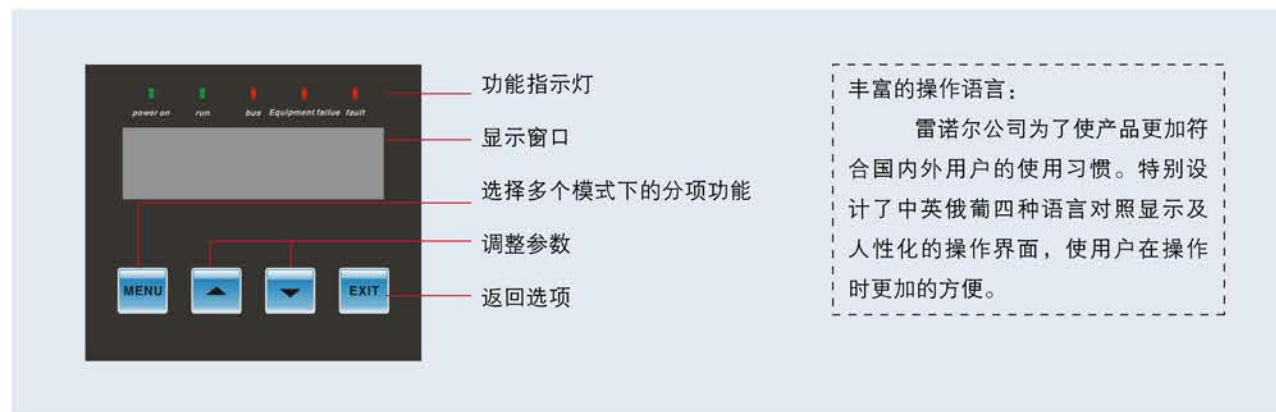 power on run bus Equipment failue fault
MENU EXIT
功能指示灯
显示窗口
选择多个模式下的分项功能
调整参数
返回选项
丰富的操作语言：
雷诺尔公司为了使产品更加符
合国内外用户的使用习惯。特别设
计了中英俄葡四种语言对照显示及
人性化的操作界面，使用户在操作
时更加的方便。